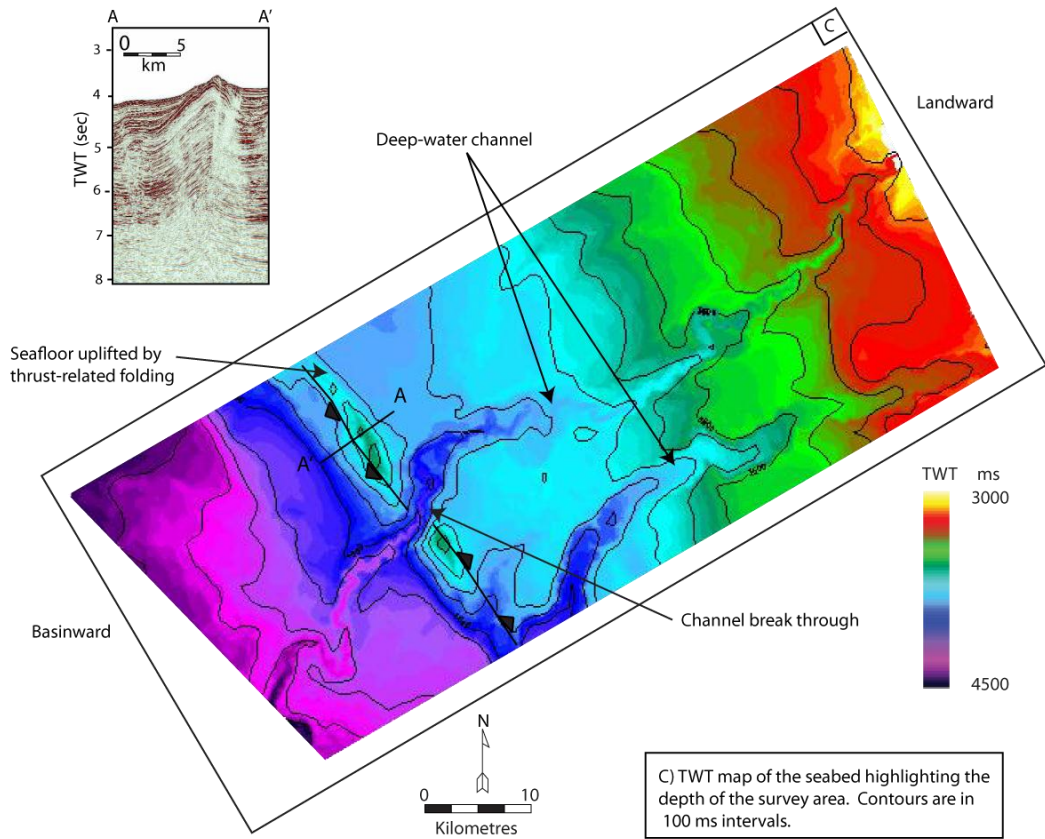 A
A'
C
3
0
5
km
4
5
6
7
8
TWT (sec)
Landward
Deep-water channel
Seafloor uplifted by
thrust-related folding
A
A'
Channel break through
Basinward
TWT ms
3000
4500
N
0
10
Kilometres
C) TWT map of the seabed highlighting the
depth of the survey area. Contours are in
100 ms intervals.